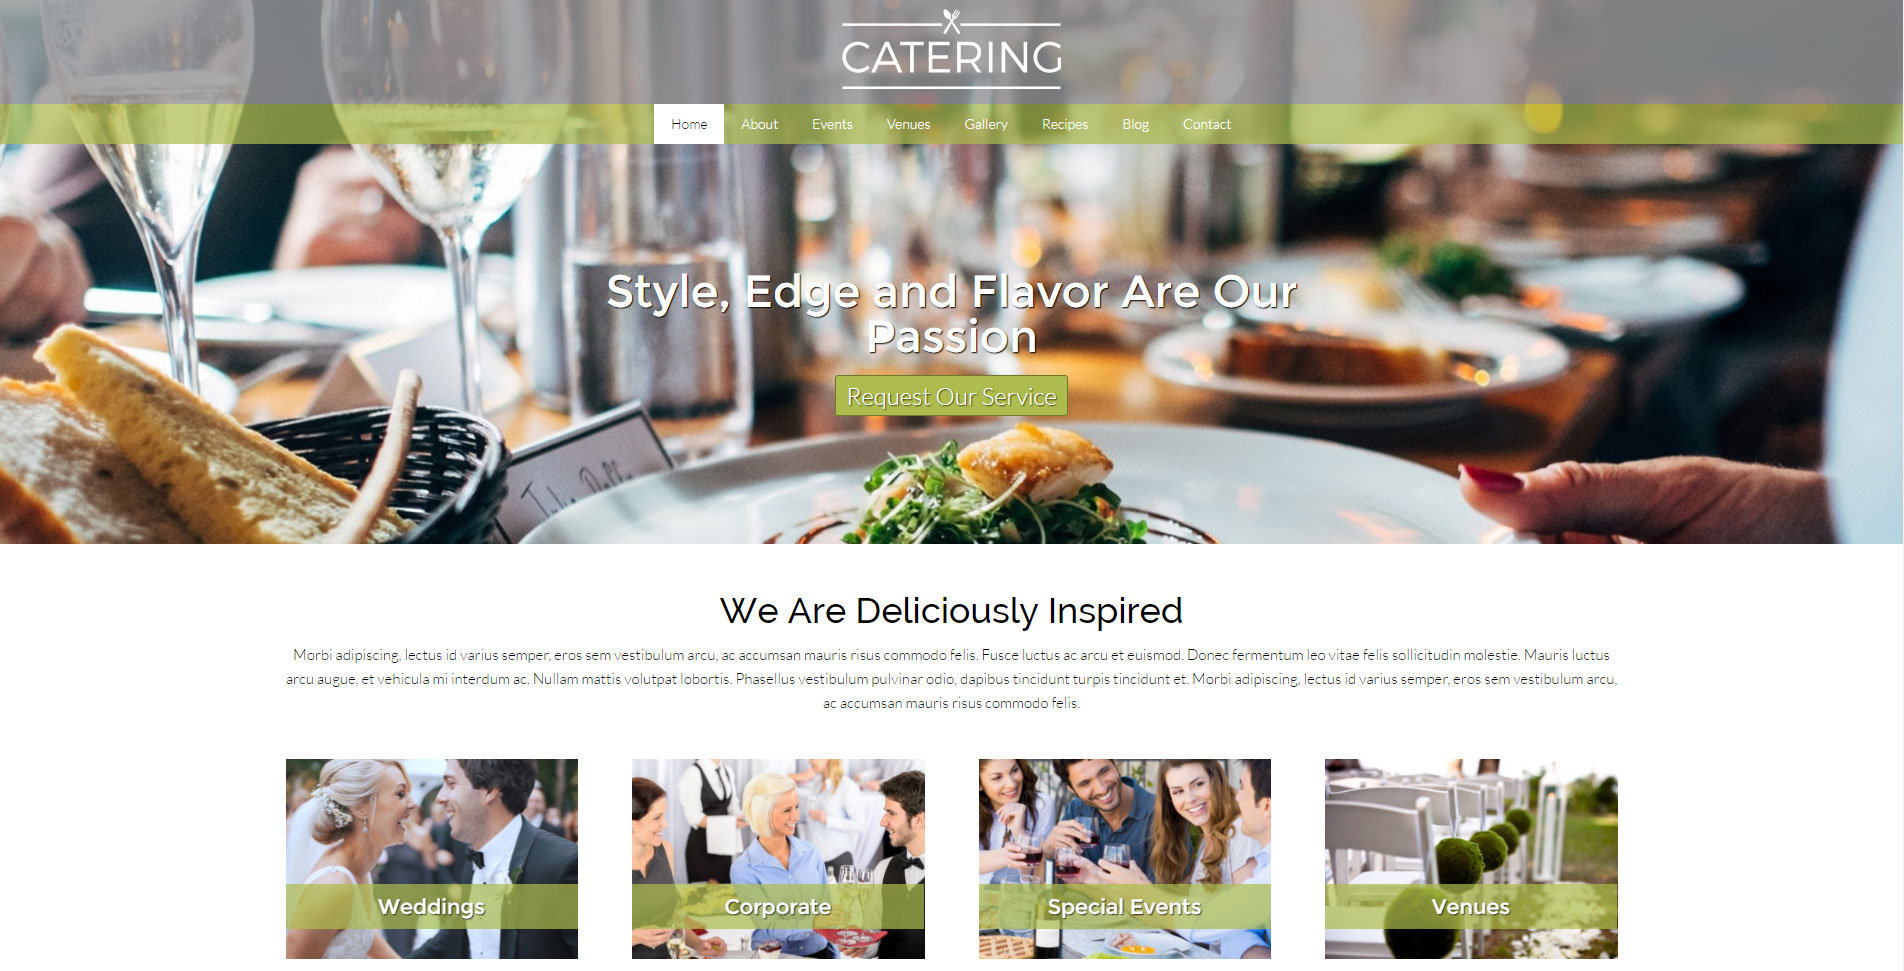 CATERING
Home About Events Venues Gallery Recipes Blog Contact
Style, Edge and Flavor Are Our
Passion
Request Our Service
We Are Deliciously Inspired
Morbi adipiscing, lectus id varius semper, eros sem vestibulum arcu, ac accumsan mauris risus commodo felis. Fusce luctus ac arcu et euismod. Donec fermentum leo vitae felis sollicitudin molestie. Mauris luctus
arcu augue, et vehicula mi interdum ac. Nullam mattis volutpat lobortis. Phasellus vestibulum pulvinar odio, dapibus tincidunt turpis tincidunt et. Morbi adipiscing, lectus id varius semper, eros sem vestibulum arcu,
ac accumsan mauris risus commodo felis.
Weddings
Corporate
Special Events
Venues